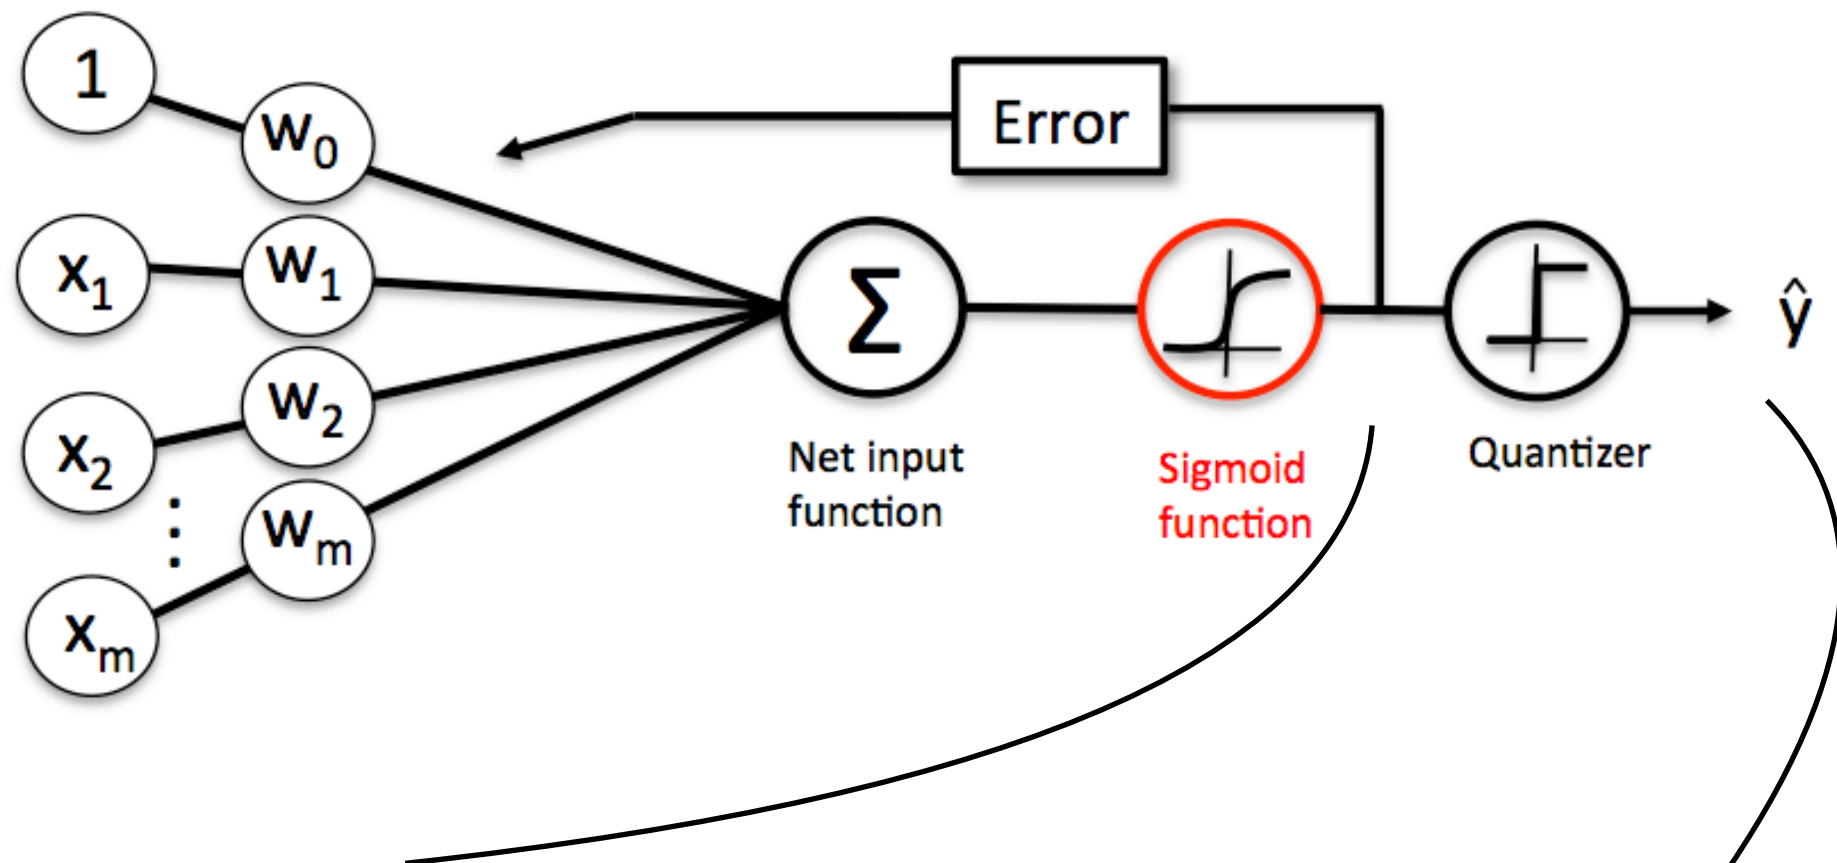 1
w₀
Error
x₁
w₁
Σ
ŷ
x₂
w₂
Net input
function
Sigmoid
function
Quantizer
⋮
wₘ
xₘ